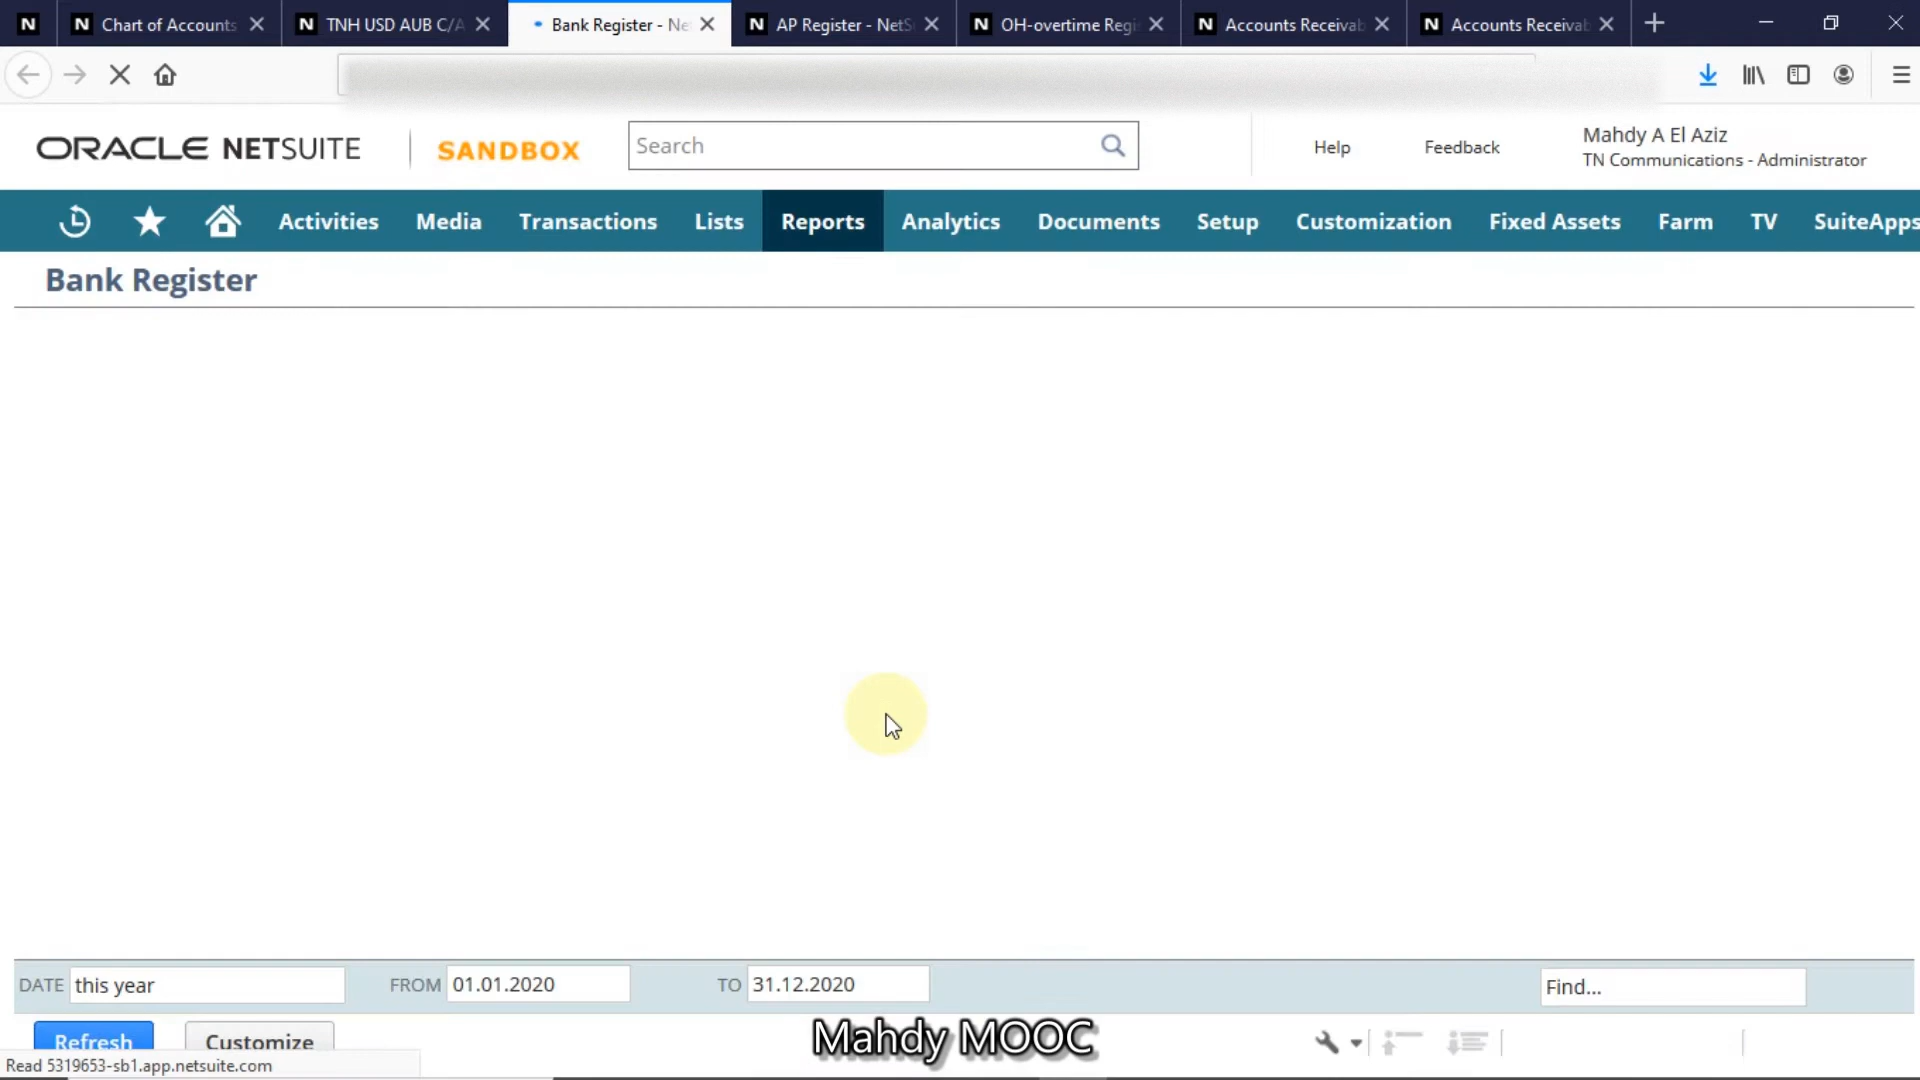 N
N Chart of Accounts
N TNH USD AUB C/A
Bank Register - Ne
N AP Register - NetS
N OH-overtime Regi
N Accounts Receivab
N Accounts Receivab
ORACLE NETSUITE
SANDBOX
Search
Help
Feedback
Mahdy A El Aziz
TN Communications - Administrator
Activities
Media
Transactions
Lists
Reports
Analytics
Documents
Setup
Customization
Fixed Assets
Farm
TV
SuiteApps
Bank Register
DATE this year
FROM 01.01.2020
TO 31.12.2020
Find...
Refresh
Customize
Mahdy MOOC
Read 5319653-sb1.app.netsuite.com